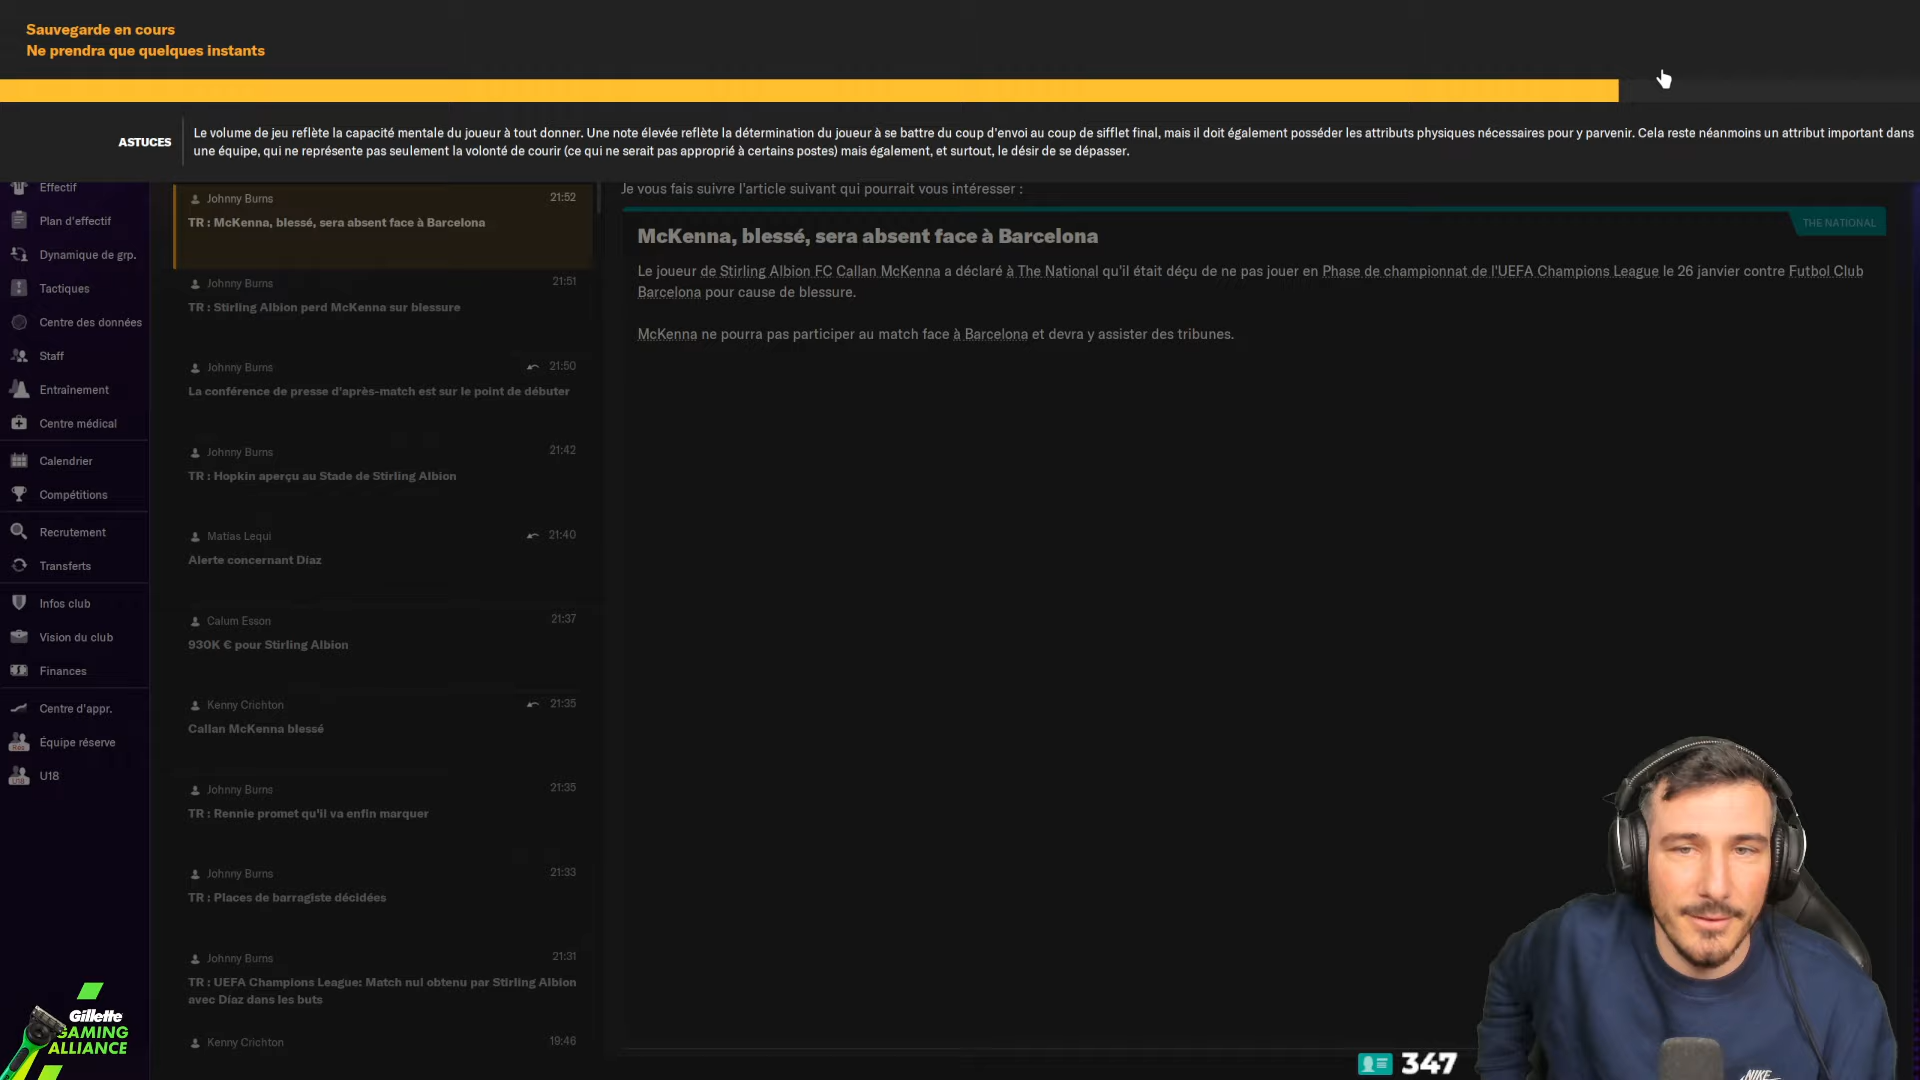 Sauvegarde en cours
Ne prendra que quelques instants
ASTUCES
Le volume de jeu reflète la capacité mentale du joueur à tout donner. Une note élevée reflète la détermination du joueur à se battre du coup d'envoi au coup de sifflet final, mais il doit également posséder les attributs physiques nécessaires pour y parvenir. Cela reste néanmoins un attribut important dans
une équipe, qui ne représente pas seulement la volonté de courir (ce qui ne serait pas approprié à certains postes) mais également, et surtout, le désir de se dépasser.
Effectif
Plan d'effectif
Dynamique de grp.
Tactiques
Centre des données
Staff
Entraînement
Centre médical
Calendrier
Compétitions
Recrutement
Transferts
Infos club
Vision du club
Finances
Centre d'appr.
Équipe réserve
U18
Johnny Burns 21:52
TR : McKenna, blessé, sera absent face à Barcelona
Johnny Burns 21:51
TR : Stirling Albion perd McKenna sur blessure
Johnny Burns 21:50
La conférence de presse d'après-match est sur le point de débuter
Johnny Burns 21:42
TR : Hopkin aperçu au Stade de Stirling Albion
Matías Lequi 21:40
Alerte concernant Díaz
Calum Esson 21:37
930K € pour Stirling Albion
Kenny Crichton 21:35
Callan McKenna blessé
Johnny Burns 21:35
TR : Rennie promet qu'il va enfin marquer
Johnny Burns 21:33
TR : Places de barragiste décidées
Johnny Burns 21:31
TR : UEFA Champions League: Match nul obtenu par Stirling Albion
avec Díaz dans les buts
Kenny Crichton 19:46
Je vous fais suivre l'article suivant qui pourrait vous intéresser :
THE NATIONAL
McKenna, blessé, sera absent face à Barcelona
Le joueur de Stirling Albion FC Callan McKenna a déclaré à The National qu'il était déçu de ne pas jouer en Phase de championnat de l'UEFA Champions League le 26 janvier contre Futbol Club
Barcelona pour cause de blessure.
McKenna ne pourra pas participer au match face à Barcelona et devra y assister des tribunes.
Gillette
GAMING
ALLIANCE
347
NIKE